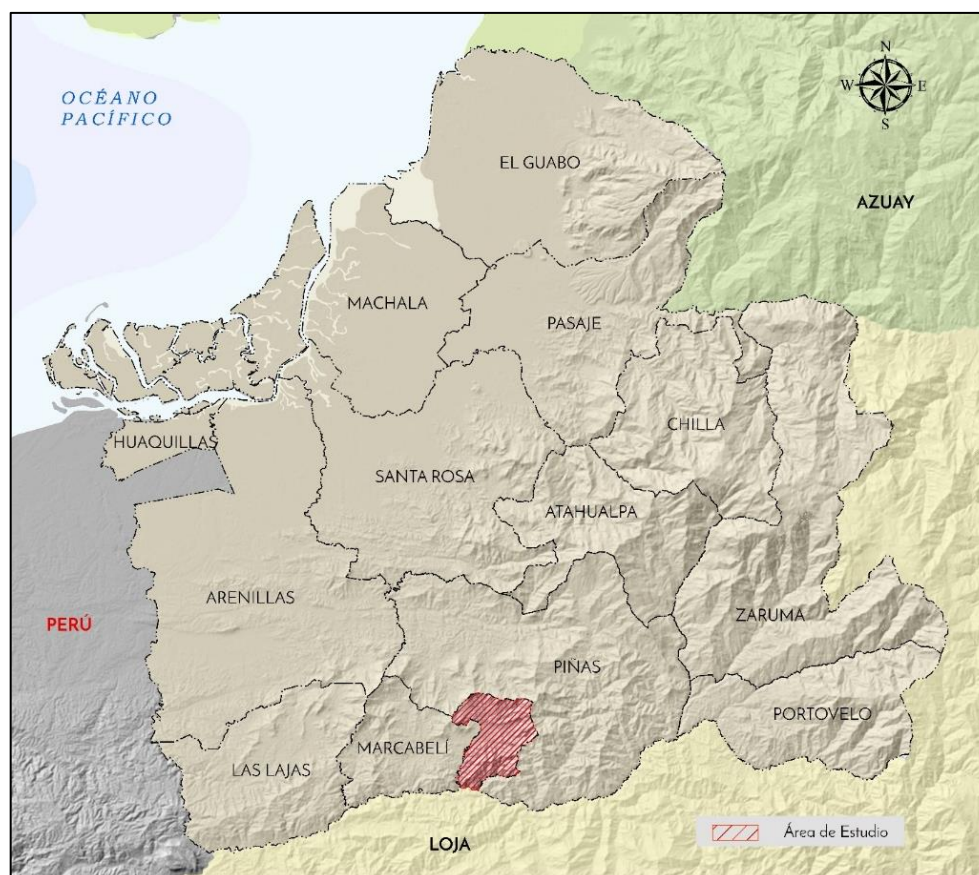 OCÉANO
PACÍFICO
N
W
E
S
EL GUABO
AZUAY
MACHALA
PASAJE
CHILLA
HUAQUILLAS
SANTA ROSA
ATAHUALPA
ARENILLAS
ZARUMA
PERÚ
PIÑAS
PORTOVELO
MARCABELÍ
LAS LAJAS
Área de Estudio
LOJA